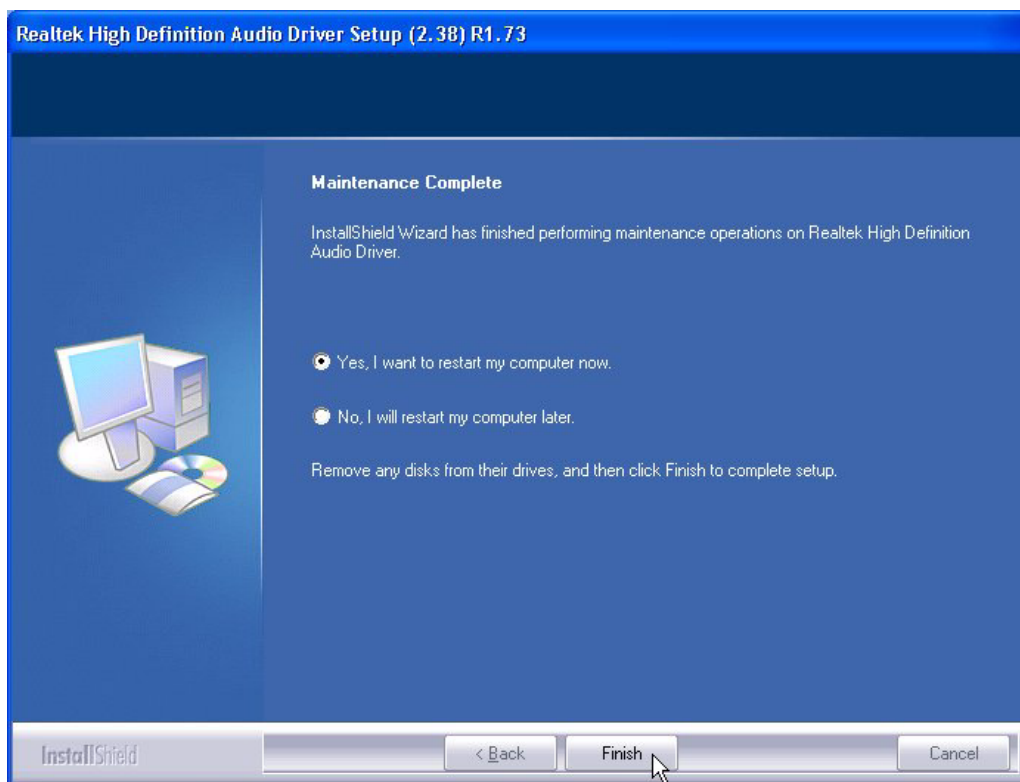 Realtek High Definition Audio Driver Setup (2.38) R1.73
Maintenance Complete
InstallShield Wizard has finished performing maintenance operations on Realtek High Definition
Audio Driver.
Yes, I want to restart my computer now.
No, I will restart my computer later.
Remove any disks from their drives, and then click Finish to complete setup.
InstallShield
< Back
Finish
Cancel